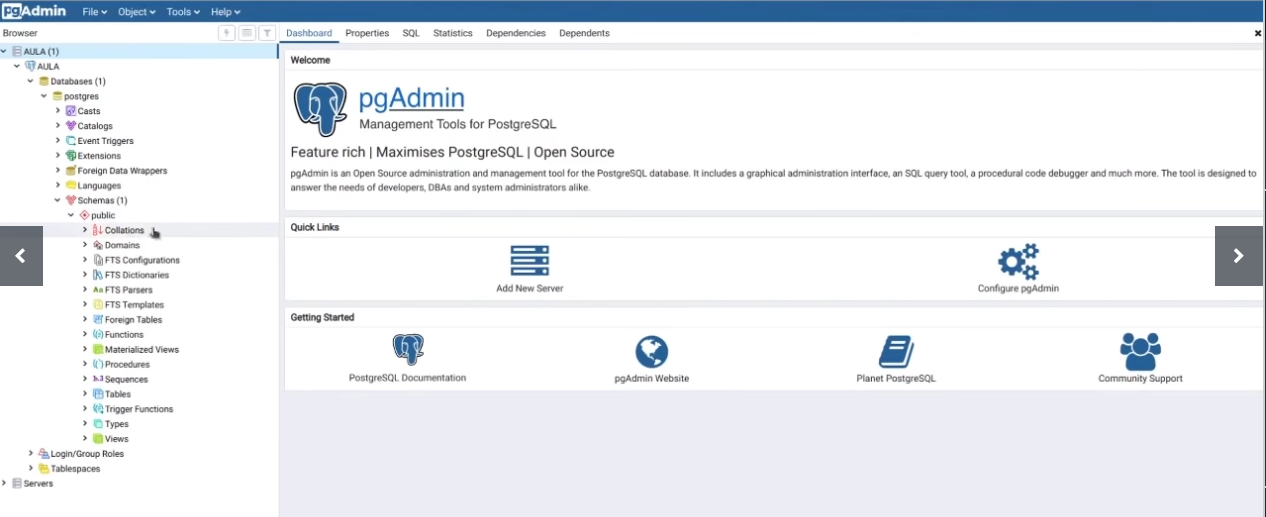 pgAdmin File Object Tools Help
Browser
Dashboard Properties SQL Statistics Dependencies Dependents
AULA (1)
AULA
Databases (1)
postgres
Casts
Catalogs
Event Triggers
Extensions
Foreign Data Wrappers
Languages
Schemas (1)
public
Collations
Domains
FTS Configurations
FTS Dictionaries
FTS Parsers
FTS Templates
Foreign Tables
Functions
Materialized Views
Procedures
Sequences
Tables
Trigger Functions
Types
Views
Login/Group Roles
Tablespaces
Servers
Welcome
pgAdmin
Management Tools for PostgreSQL
Feature rich | Maximises PostgreSQL | Open Source
pgAdmin is an Open Source administration and management tool for the PostgreSQL database. It includes a graphical administration interface, an SQL query tool, a procedural code debugger and much more. The tool is designed to
answer the needs of developers, DBAs and system administrators alike.
Quick Links
Add New Server
Configure pgAdmin
Getting Started
PostgreSQL Documentation
pgAdmin Website
Planet PostgreSQL
Community Support